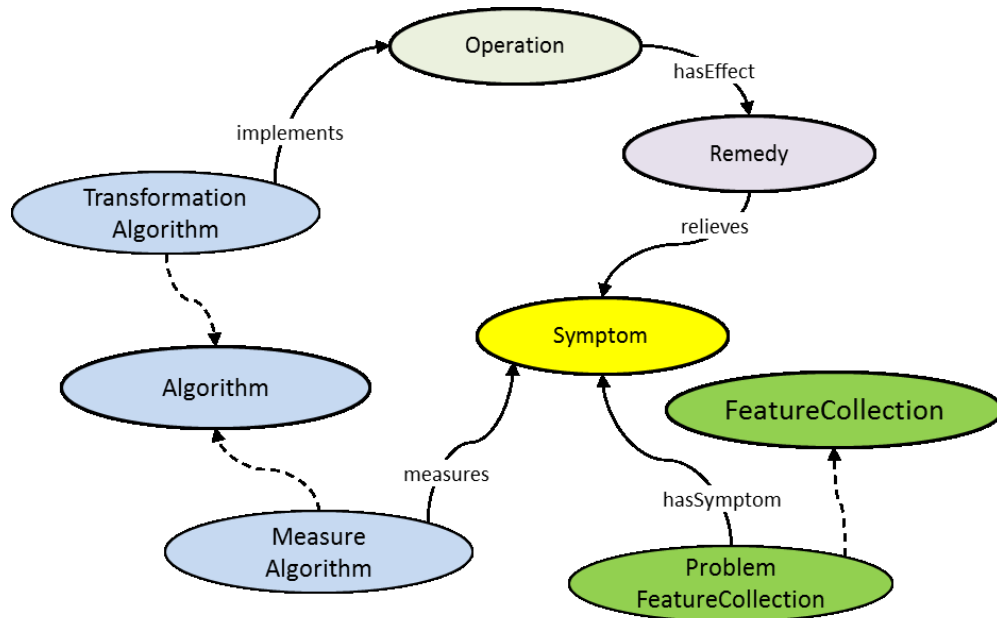 Operation
hasEffect
implements
Remedy
Transformation
Algorithm
relieves
Symptom
Algorithm
FeatureCollection
measures
hasSymptom
Measure
Algorithm
Problem
FeatureCollection